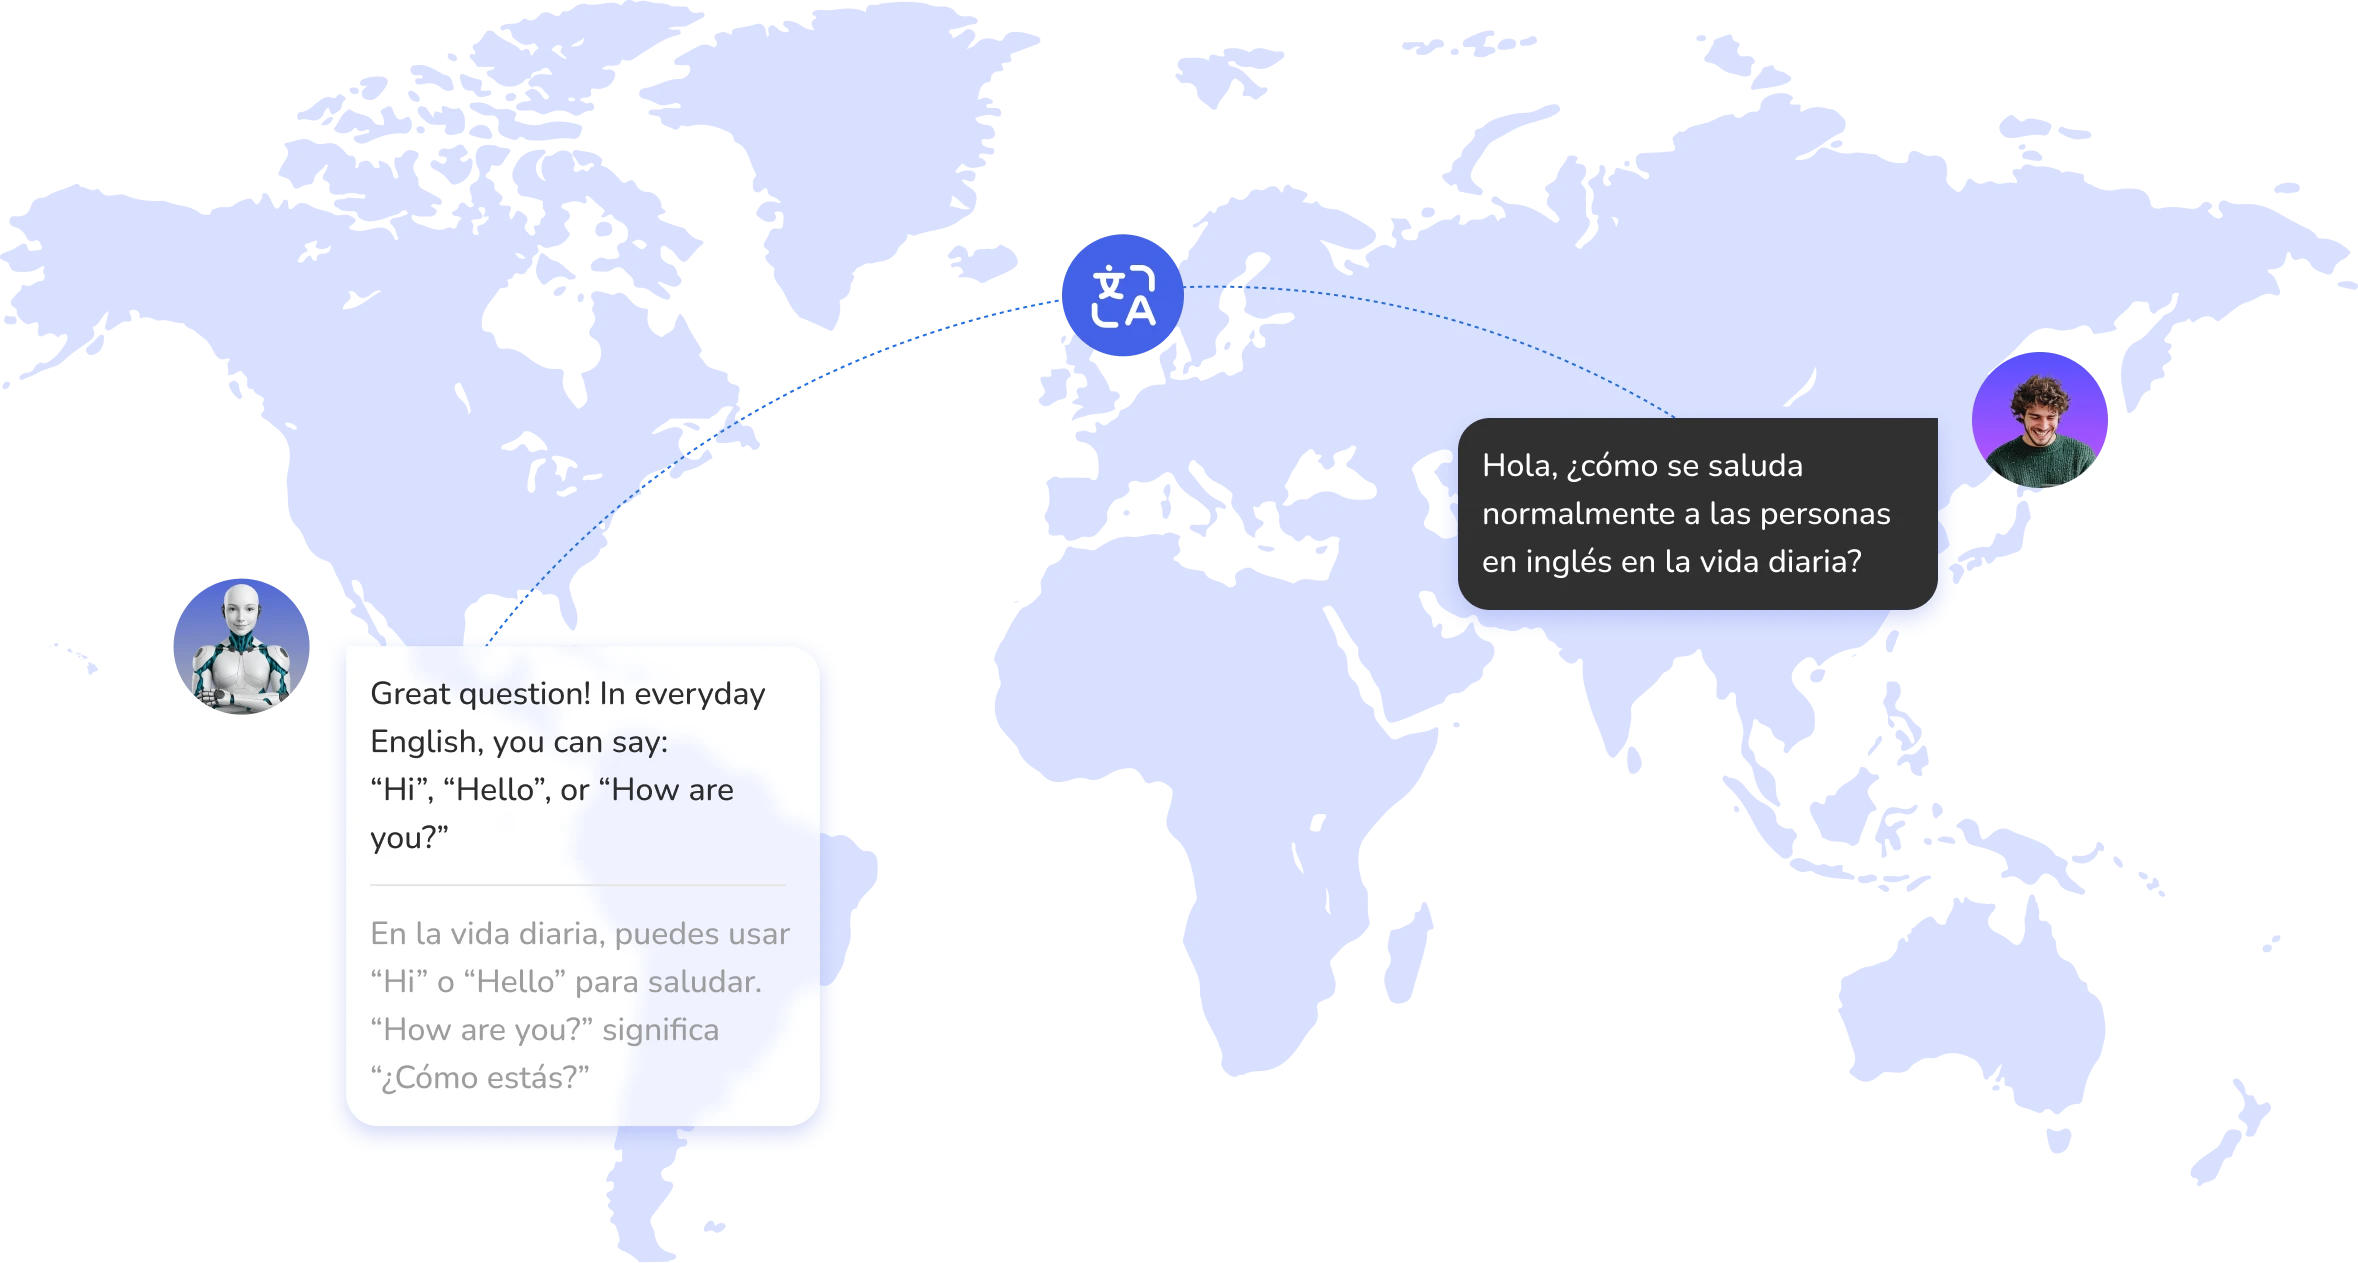 文A
Hola, ¿cómo se saluda
normalmente a las personas
en inglés en la vida diaria?
Great question! In everyday
English, you can say:
“Hi”, “Hello”, or “How are
you?”
En la vida diaria, puedes usar
“Hi” o “Hello” para saludar.
“How are you?” significa
“¿Cómo estás?”